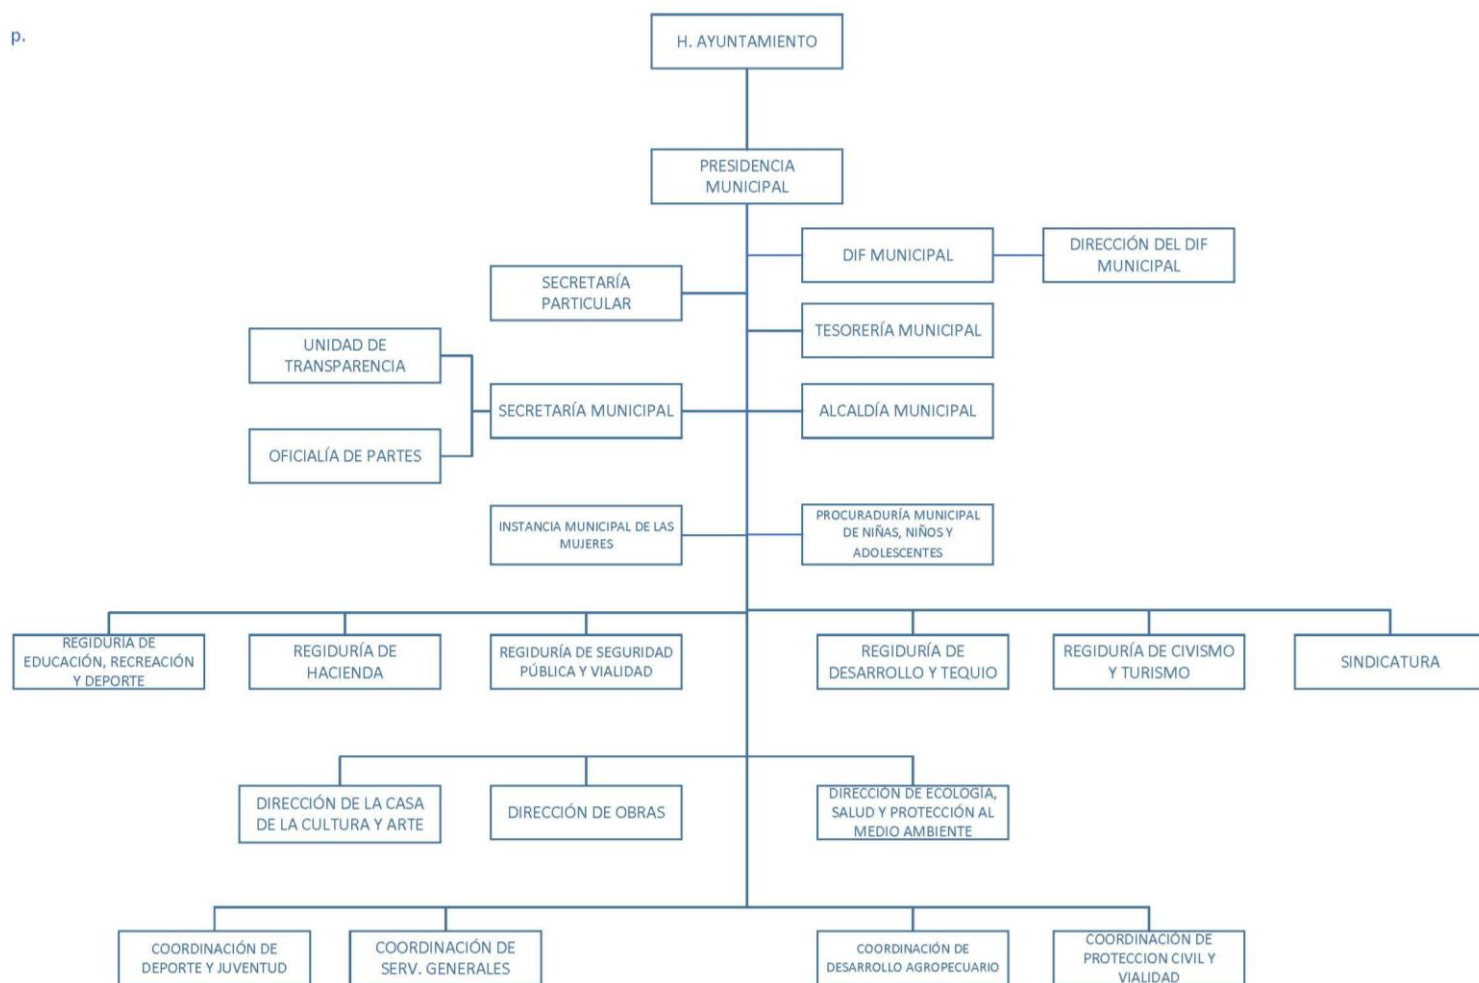 p.
H. AYUNTAMIENTO
PRESIDENCIA
MUNICIPAL
DIF MUNICIPAL
DIRECCIÓN DEL DIF
MUNICIPAL
SECRETARÍA
PARTICULAR
TESORERÍA MUNICIPAL
UNIDAD DE
TRANSPARENCIA
SECRETARÍA MUNICIPAL
ALCALDÍA MUNICIPAL
OFICIALÍA DE PARTES
INSTANCIA MUNICIPAL DE LAS
MUJERES
PROCURADURÍA MUNICIPAL
DE NIÑAS, NIÑOS Y
ADOLESCENTES
REGIDURÍA DE
EDUCACIÓN, RECREACIÓN
Y DEPORTE
REGIDURÍA DE
HACIENDA
REGIDURÍA DE SEGURIDAD
PÚBLICA Y VIALIDAD
REGIDURÍA DE
DESARROLLO Y TEQUIO
REGIDURÍA DE CIVISMO
Y TURISMO
SINDICATURA
DIRECCIÓN DE LA CASA
DE LA CULTURA Y ARTE
DIRECCIÓN DE OBRAS
DIRECCIÓN DE ECOLOGÍA,
SALUD Y PROTECCIÓN AL
MEDIO AMBIENTE
COORDINACIÓN DE
DEPORTE Y JUVENTUD
COORDINACIÓN DE
SERV. GENERALES
COORDINACIÓN DE
DESARROLLO AGROPECUARIO
COORDINACIÓN DE
PROTECCION CIVIL Y
VIALIDAD